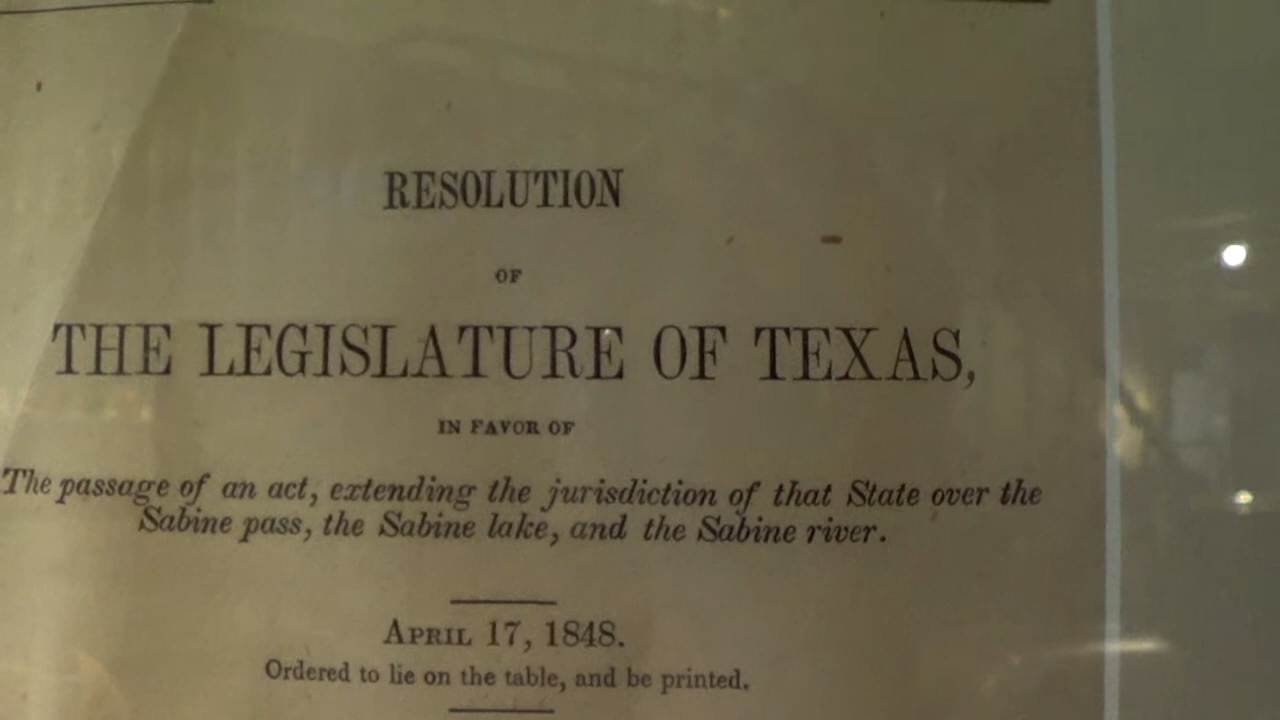 RESOLUTION
OF
THE LEGISLATURE OF TEXAS,
IN FAVOR OF
The passage of an act, extending the jurisdiction of that State over the
Sabine pass, the Sabine lake, and the Sabine river.
APRIL 17, 1848.
Ordered to lie on the table, and be printed.